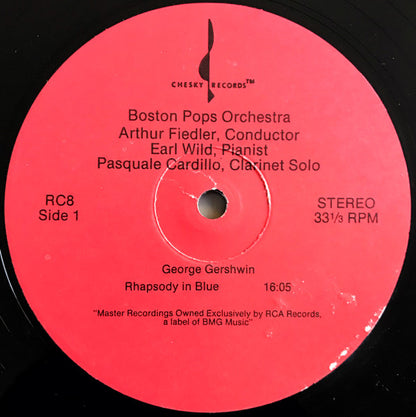 CHESKY RECORDS™
Boston Pops Orchestra
Arthur Fiedler, Conductor
Earl Wild, Pianist
Pasquale Cardillo, Clarinet Solo
RC8
Side 1
STEREO
33 1/3 RPM
George Gershwin
Rhapsody in Blue 16:05
"Master Recordings Owned Exclusively by RCA Records,
a label of BMG Music"